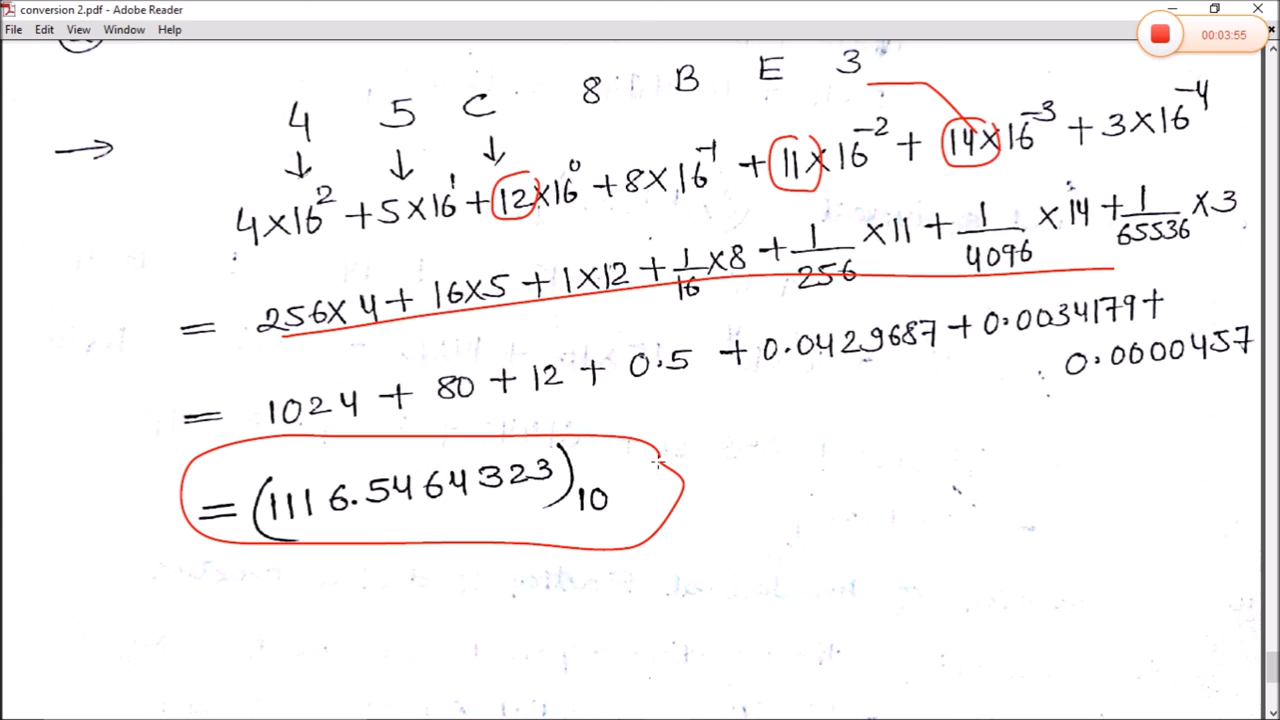 conversion 2.pdf - Adobe Reader
File Edit View Window Help
00:03:55
4 5 C 8 B E 3
→ ↓ ↓ ↓
4×16² + 5×16¹ + 12×16⁰ + 8×16⁻¹ + 11×16⁻² + 14×16⁻³ + 3×16⁻⁴
= 256×4 + 16×5 + 1×12 + 1/16 ×8 + 1/256 ×11 + 1/4096 ×14 + 1/65536 ×3
= 1024 + 80 + 12 + 0.5 + 0.0429687 + 0.0034179 +
0.0000457
= (1116.5464323)₁₀